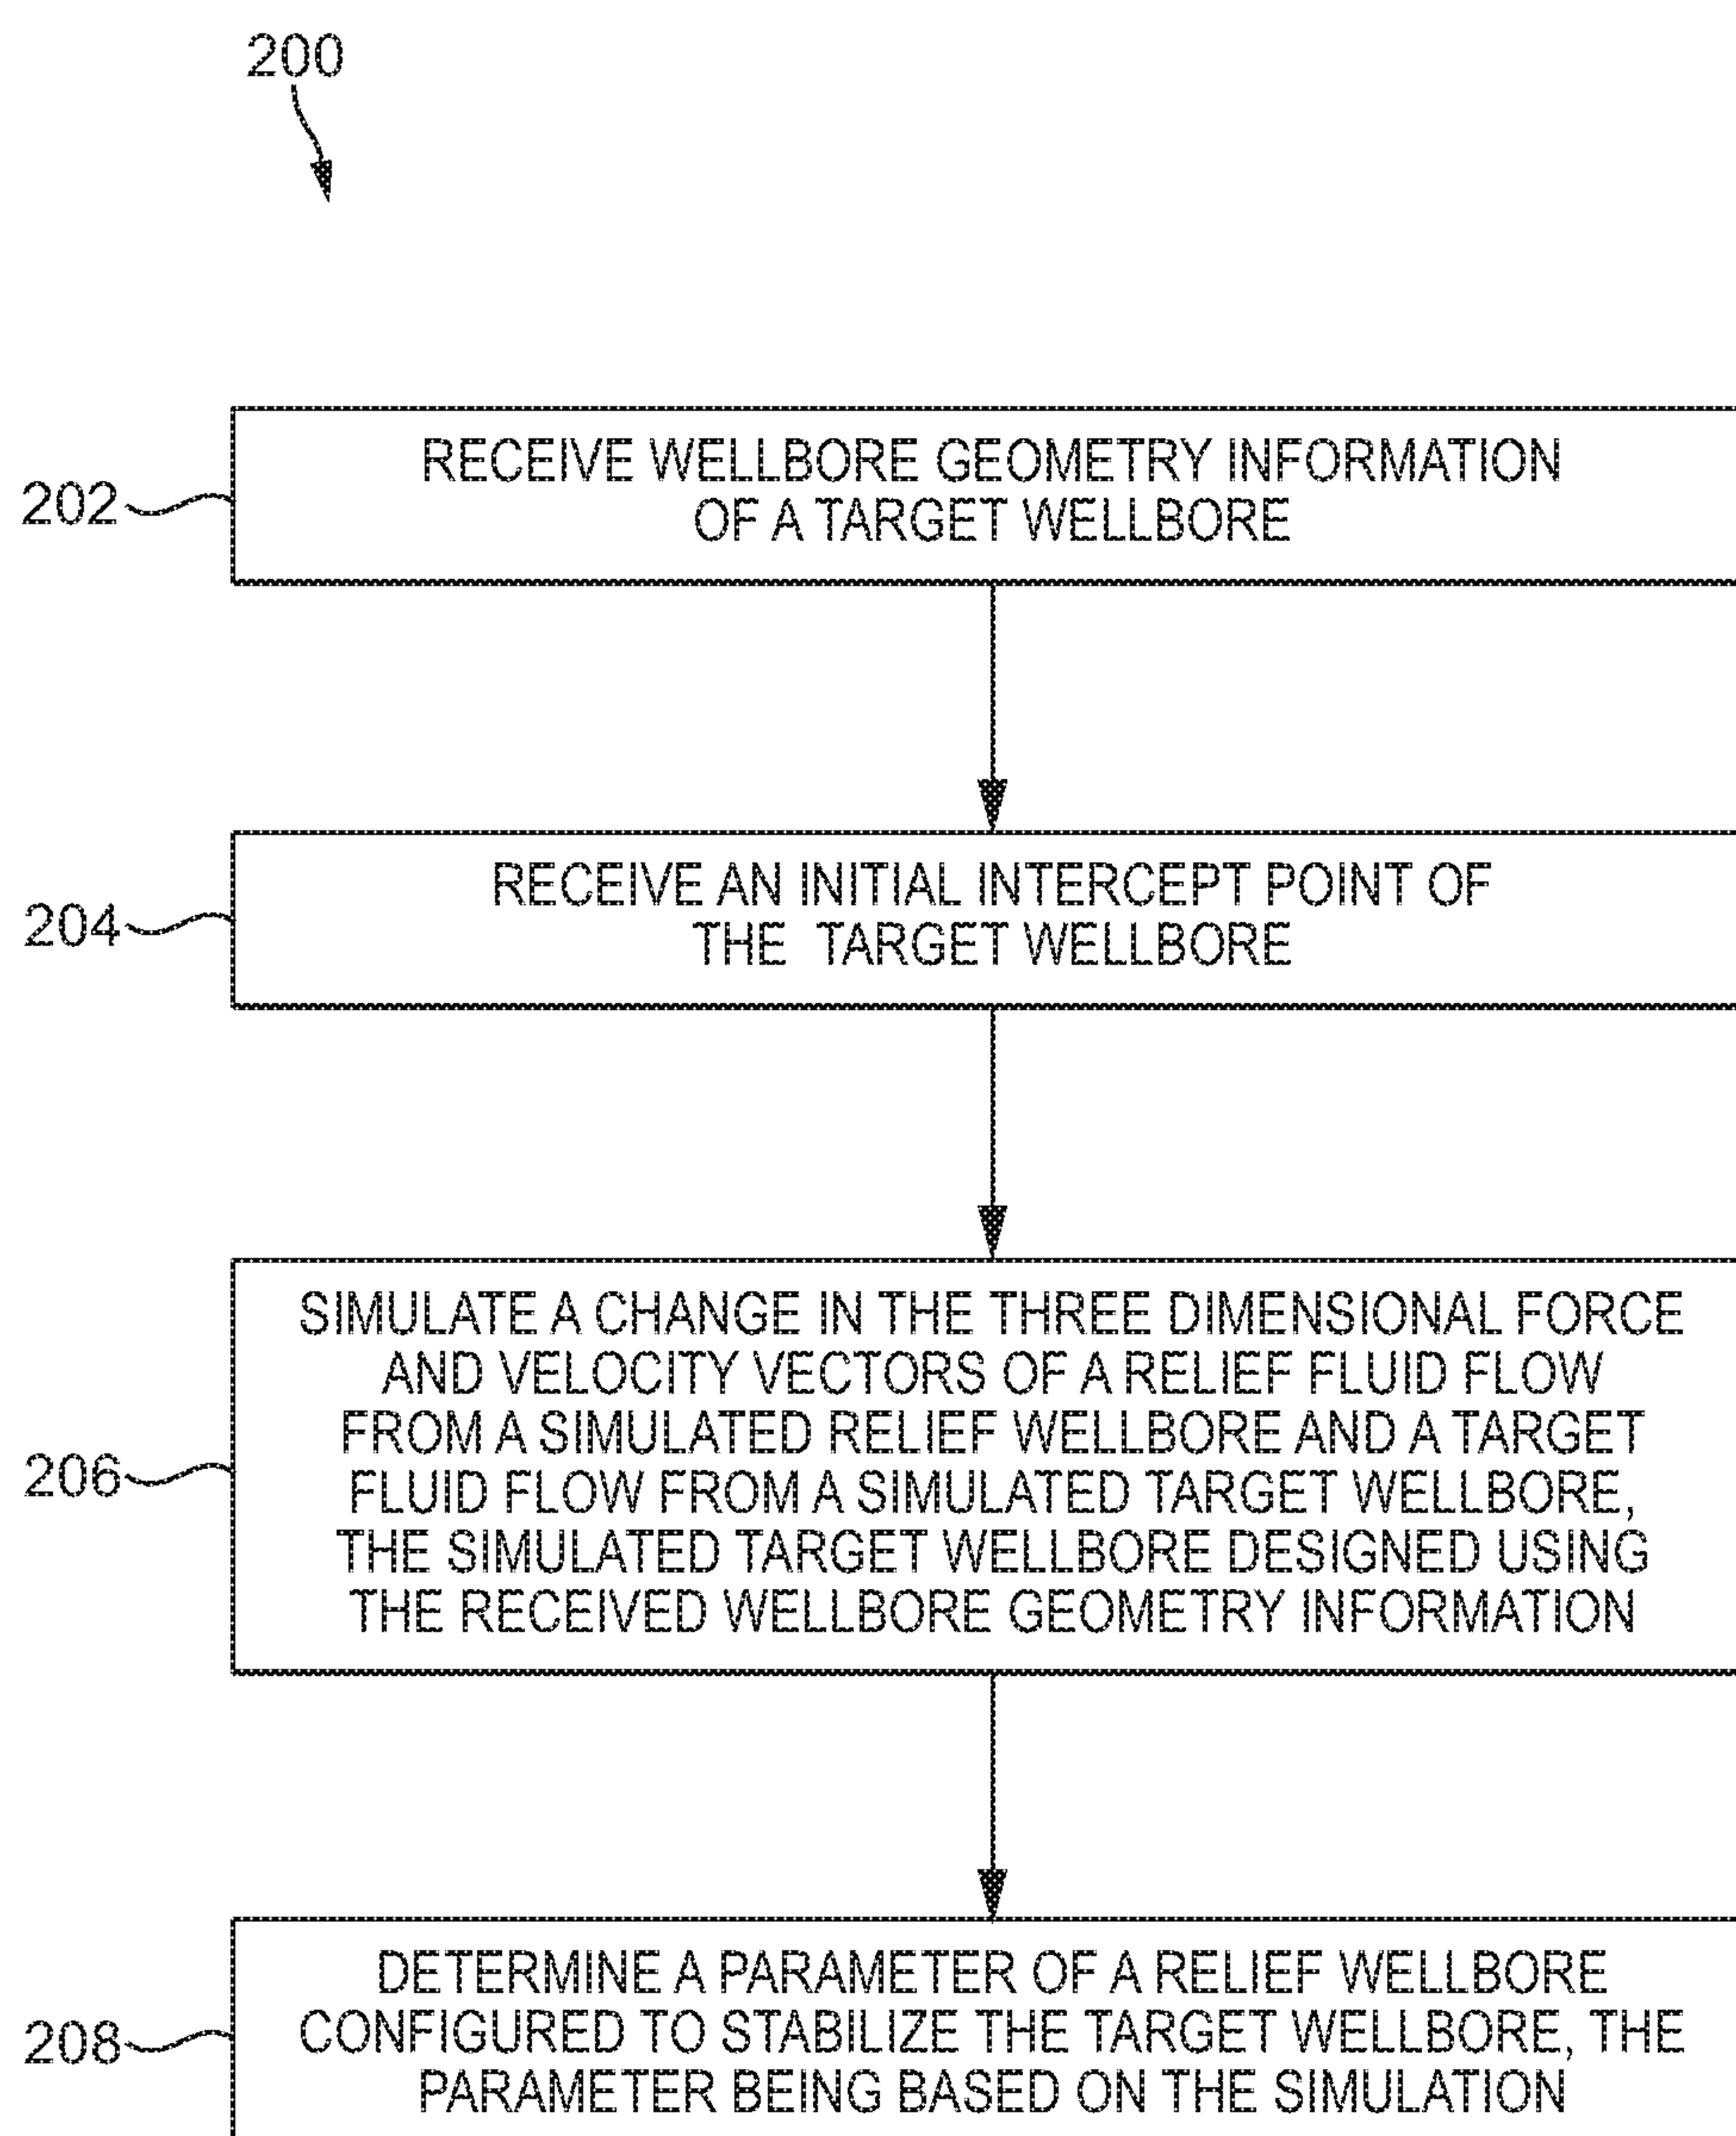 200
202
RECEIVE WELLBORE GEOMETRY INFORMATION
OF A TARGET WELLBORE
204
RECEIVE AN INITIAL INTERCEPT POINT OF
THE TARGET WELLBORE
206
SIMULATE A CHANGE IN THE THREE DIMENSIONAL FORCE
AND VELOCITY VECTORS OF A RELIEF FLUID FLOW
FROM A SIMULATED RELIEF WELLBORE AND A TARGET
FLUID FLOW FROM A SIMULATED TARGET WELLBORE,
THE SIMULATED TARGET WELLBORE DESIGNED USING
THE RECEIVED WELLBORE GEOMETRY INFORMATION
208
DETERMINE A PARAMETER OF A RELIEF WELLBORE
CONFIGURED TO STABILIZE THE TARGET WELLBORE, THE
PARAMETER BEING BASED ON THE SIMULATION